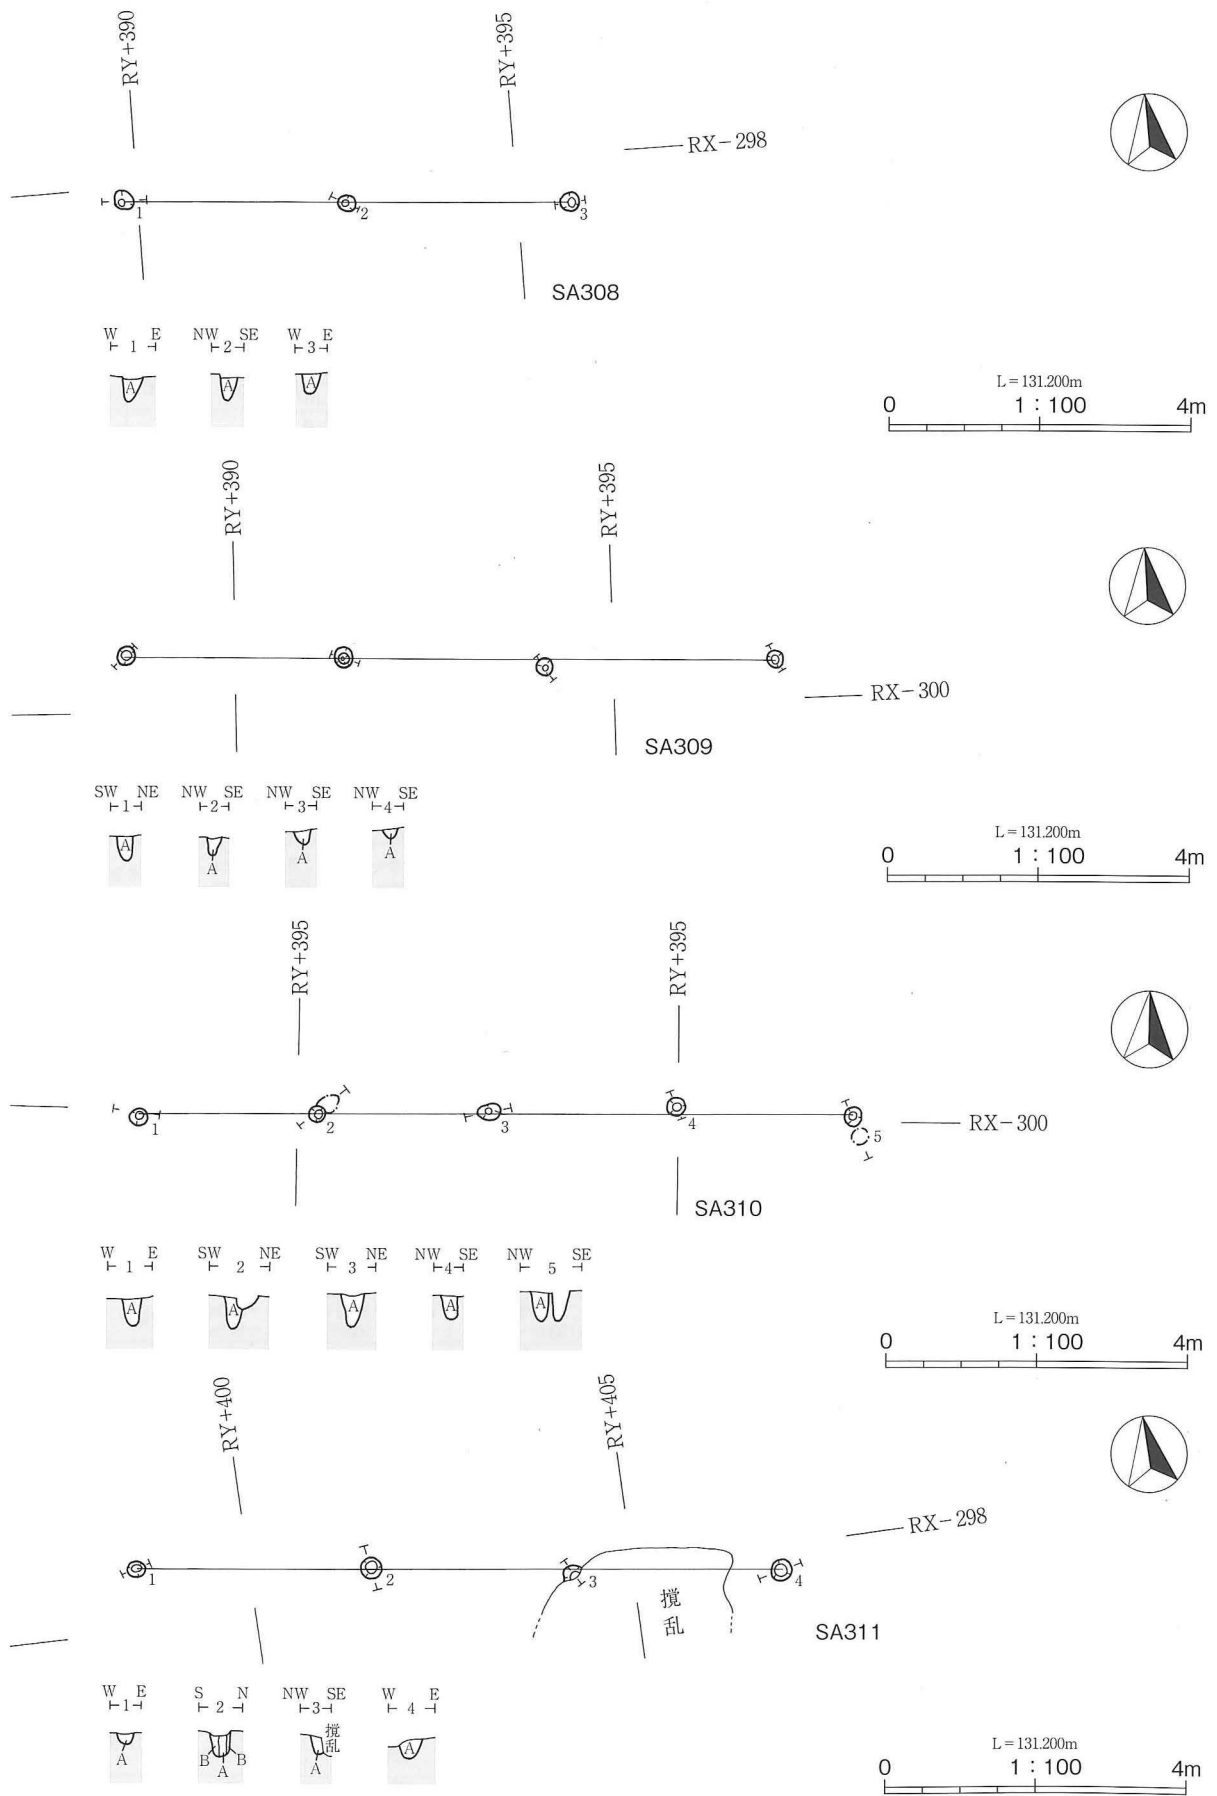 RY+390
RY+395
RX-298
1
2
3
SA308
W E NW SE W E
1 2 3
A A A
L=131.200m
0 1：100 4m
RY+390
RY+395
RX-300
SA309
SW NE NW SE NW SE NW SE
1 2 3 4
A A A A
L=131.200m
0 1：100 4m
RY+395
RY+395
1
2
3
4
5
RX-300
SA310
W E SW NE SW NE NW SE NW SE
1 2 3 4 5
A A A A A
L=131.200m
0 1：100 4m
RY+400
RY+405
RX-298
1
2
3
4
撹乱
SA311
W E S N NW SE W E
1 2 3 4
撹乱
A B A B A A
L=131.200m
0 1：100 4m